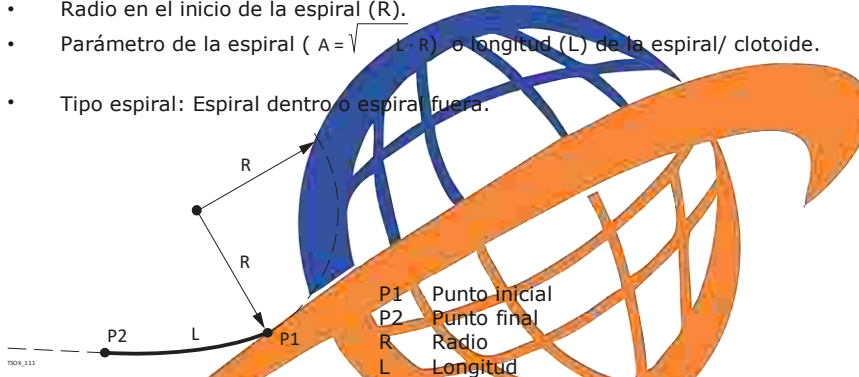 • Radio en el inicio de la espiral (R).
• Parámetro de la espiral ( A = √ L · R) o longitud (L) de la espiral/ clotoide.
• Tipo espiral: Espiral dentro o espiral fuera.
R
R
P2 L P1
P1 Punto inicial
P2 Punto final
R Radio
L Longitud
TSOX_111